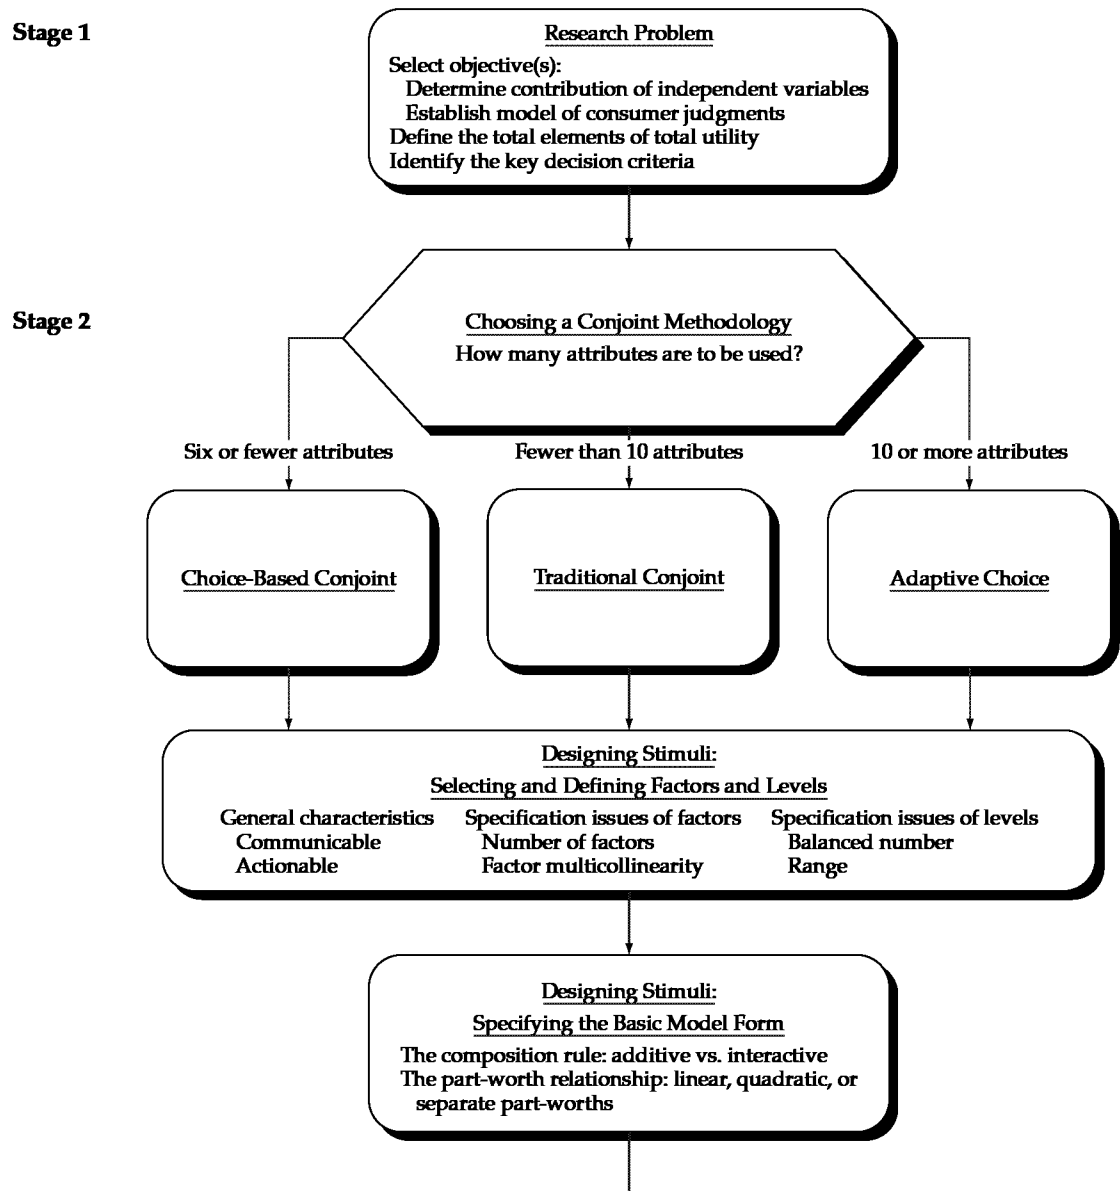 Stage 1
Research Problem
Select objective(s):
Determine contribution of independent variables
Establish model of consumer judgments
Define the total elements of total utility
Identify the key decision criteria
Stage 2
Choosing a Conjoint Methodology
How many attributes are to be used?
Six or fewer attributes
Fewer than 10 attributes
10 or more attributes
Choice-Based Conjoint
Traditional Conjoint
Adaptive Choice
Designing Stimuli:
Selecting and Defining Factors and Levels
General characteristics
Communicable
Actionable
Specification issues of factors
Number of factors
Factor multicollinearity
Specification issues of levels
Balanced number
Range
Designing Stimuli:
Specifying the Basic Model Form
The composition rule: additive vs. interactive
The part-worth relationship: linear, quadratic, or
separate part-worths